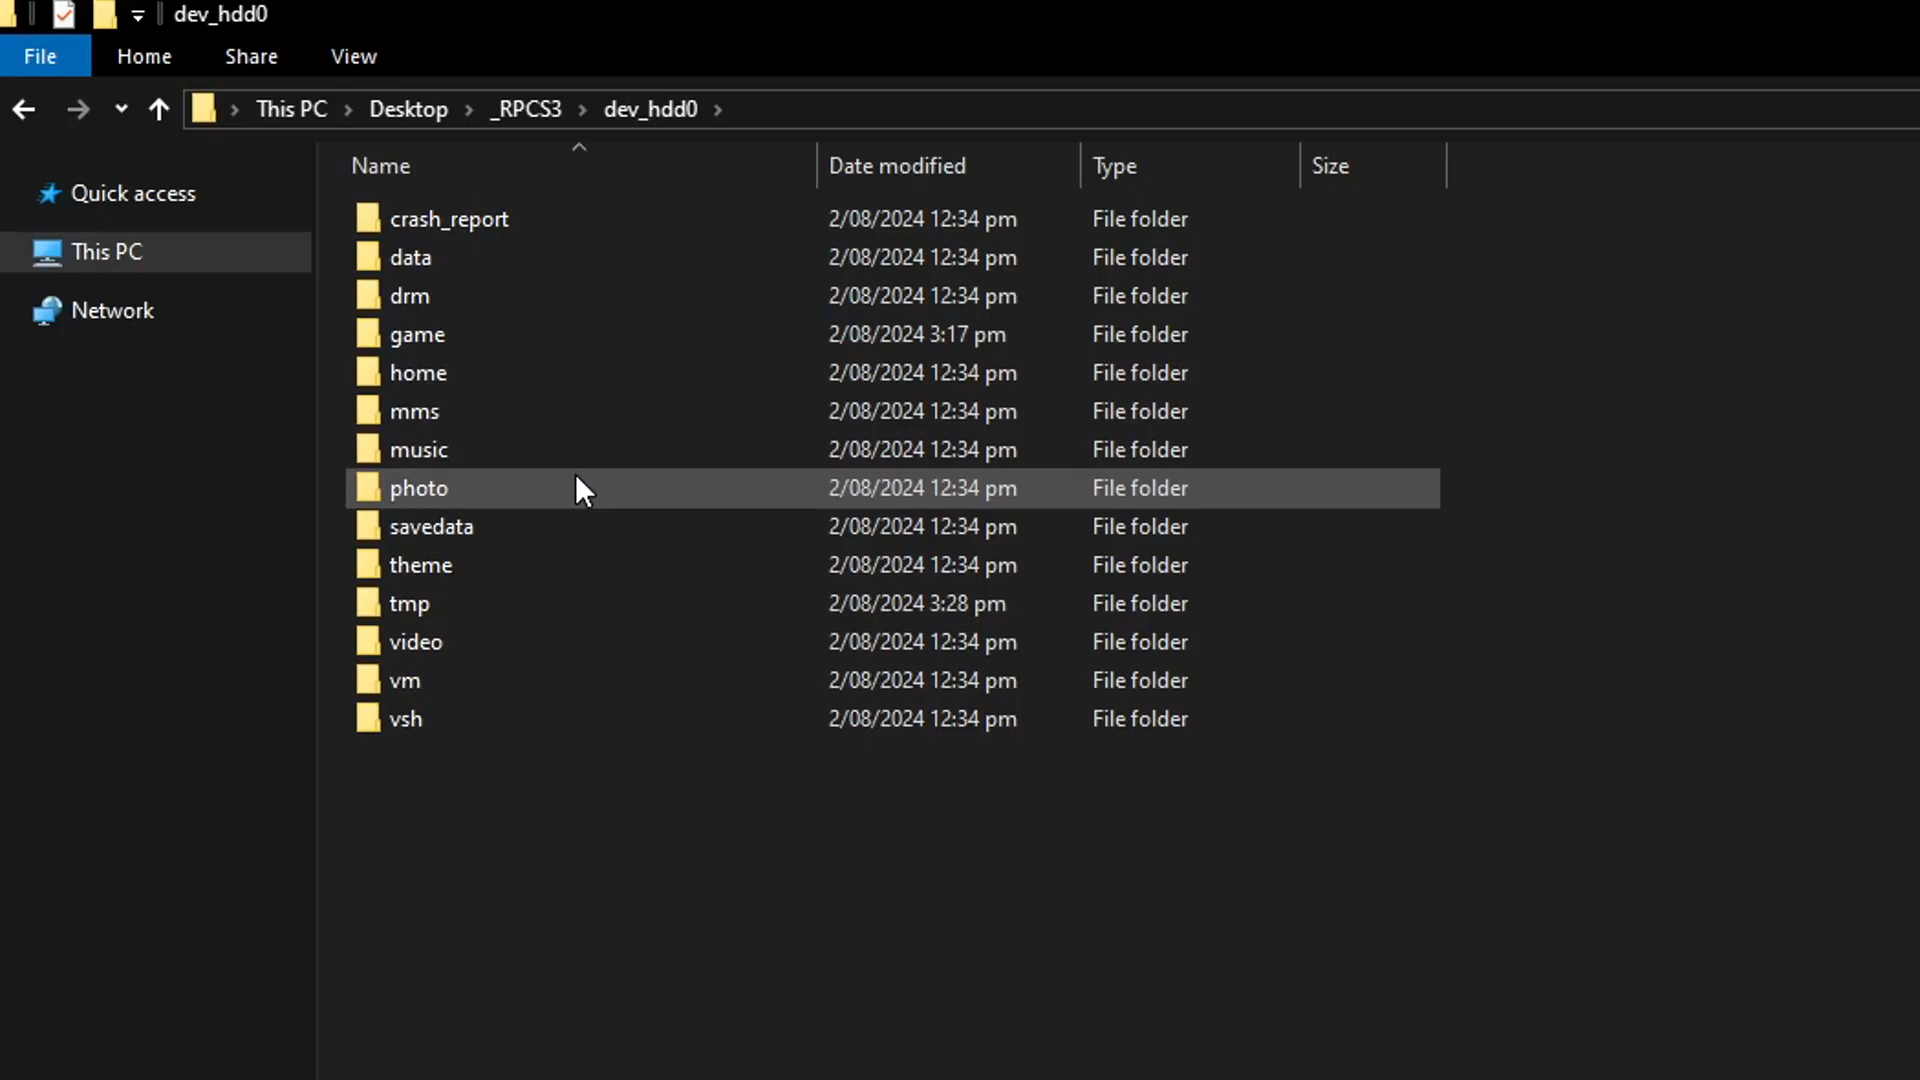 dev_hdd0
File Home Share View
This PC Desktop _RPCS3 dev_hdd0
Name Date modified Type Size
Quick access
This PC
Network
crash_report 2/08/2024 12:34 pm File folder
data 2/08/2024 12:34 pm File folder
drm 2/08/2024 12:34 pm File folder
game 2/08/2024 3:17 pm File folder
home 2/08/2024 12:34 pm File folder
mms 2/08/2024 12:34 pm File folder
music 2/08/2024 12:34 pm File folder
photo 2/08/2024 12:34 pm File folder
savedata 2/08/2024 12:34 pm File folder
theme 2/08/2024 12:34 pm File folder
tmp 2/08/2024 3:28 pm File folder
video 2/08/2024 12:34 pm File folder
vm 2/08/2024 12:34 pm File folder
vsh 2/08/2024 12:34 pm File folder